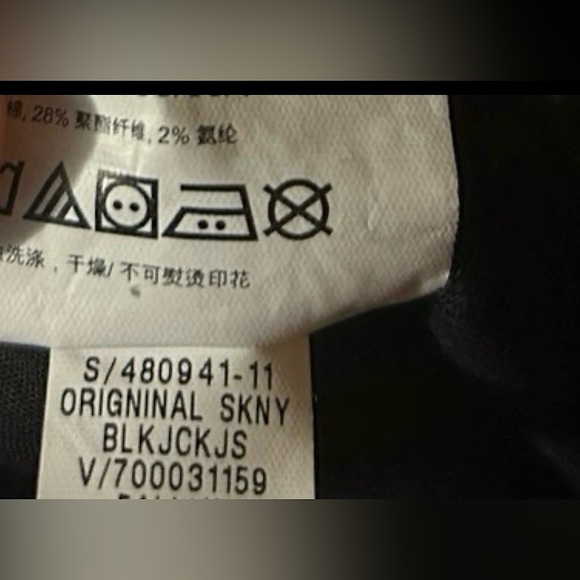 棉, 28% 聚酯纤维, 2% 氨纶
洗涤，干燥/ 不可熨烫印花
S/480941-11
ORIGNINAL SKNY
BLKJCKJS
V/700031159